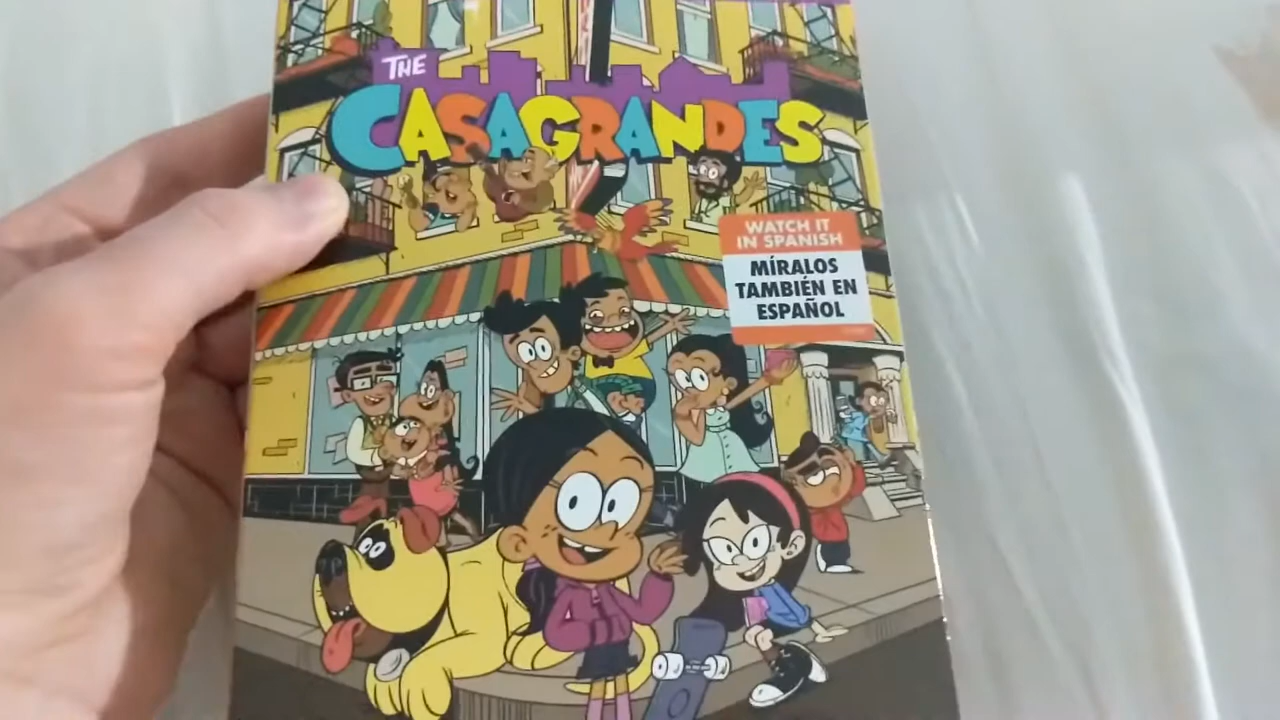 THE
CASAGRANDES
WATCH IT
IN SPANISH
MÍRALOS
TAMBIÉN EN
ESPAÑOL